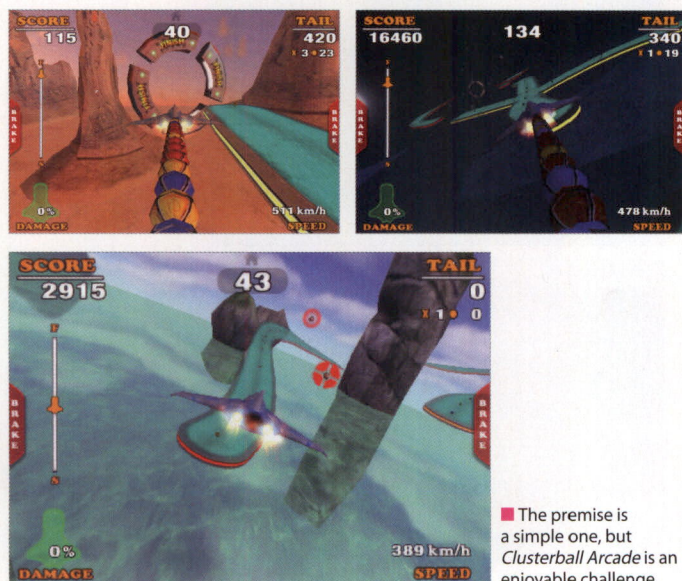 SCORE
115
40
TAIL
420
3 23
BRAKE
BRAKE
0%
DAMAGE
511 km/h
SPEED
SCORE
16460
134
TAIL
340
1 19
F
S
BRAKE
BRAKE
0%
DAMAGE
478 km/h
SPEED
SCORE
2915
43
TAIL
0
1 0
F
S
BRAKE
BRAKE
0%
DAMAGE
389 km/h
SPEED
The premise is
a simple one, but
Clusterball Arcade is an
enjoyable challenge